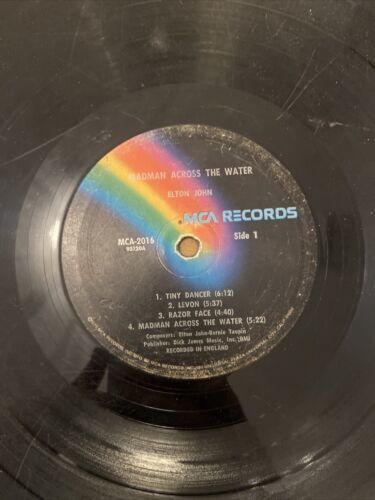 MADMAN ACROSS THE WATER
ELTON JOHN
MCA RECORDS
MCA-2016
Side 1
1. TINY DANCER (6:12)
2. LEVON (5:37)
3. RAZOR FACE (4:40)
4. MADMAN ACROSS THE WATER (5:22)
Composers: Elton John-Bernie Taupin
Publisher: Dick James Music, Inc. (BMI)
RECORDED IN ENGLAND